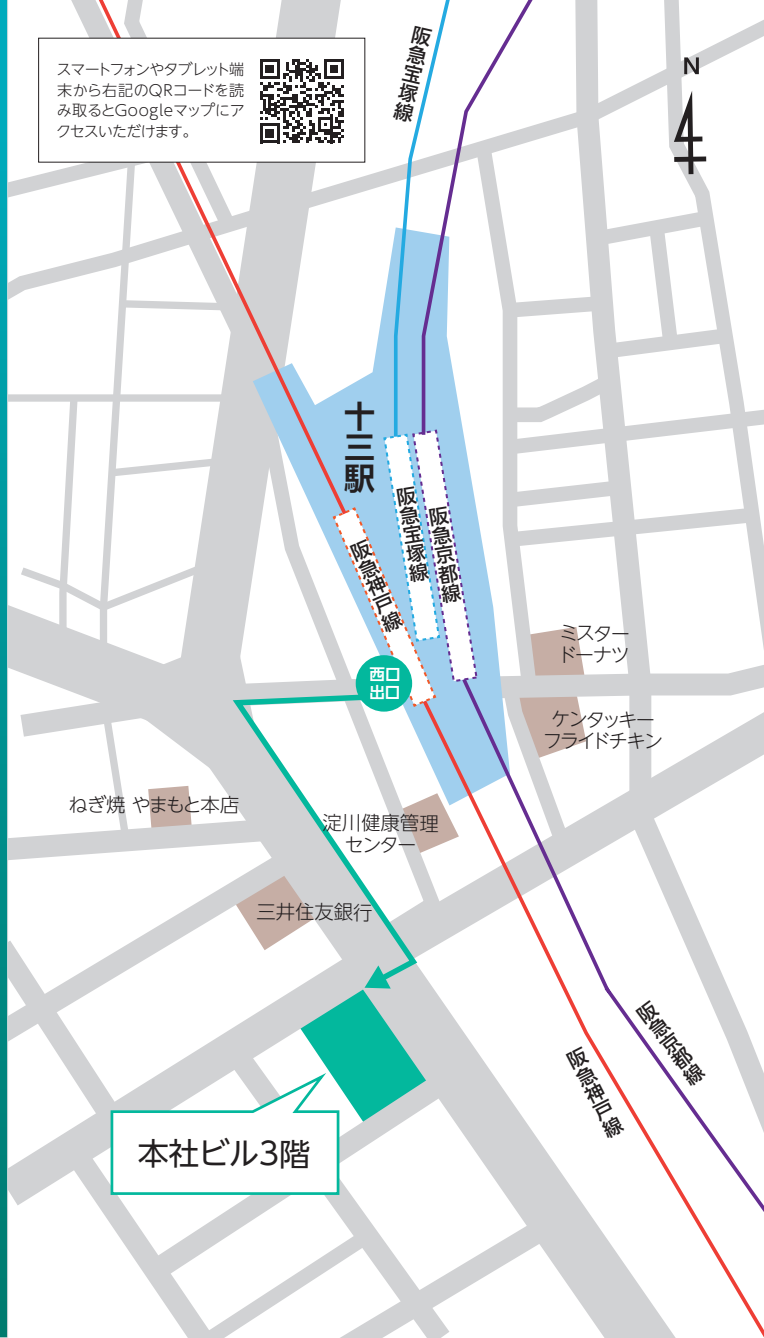 スマートフォンやタブレット端
末から右記のQRコードを読
み取るとGoogleマップにア
クセスいただけます。
阪急宝塚線
N
十三駅
阪急宝塚線
阪急京都線
阪急神戸線
西口
出口
ミスター
ドーナツ
ケンタッキー
フライドチキン
ねぎ焼 やまもと本店
淀川健康管理
センター
三井住友銀行
阪急京都線
阪急神戸線
本社ビル3階